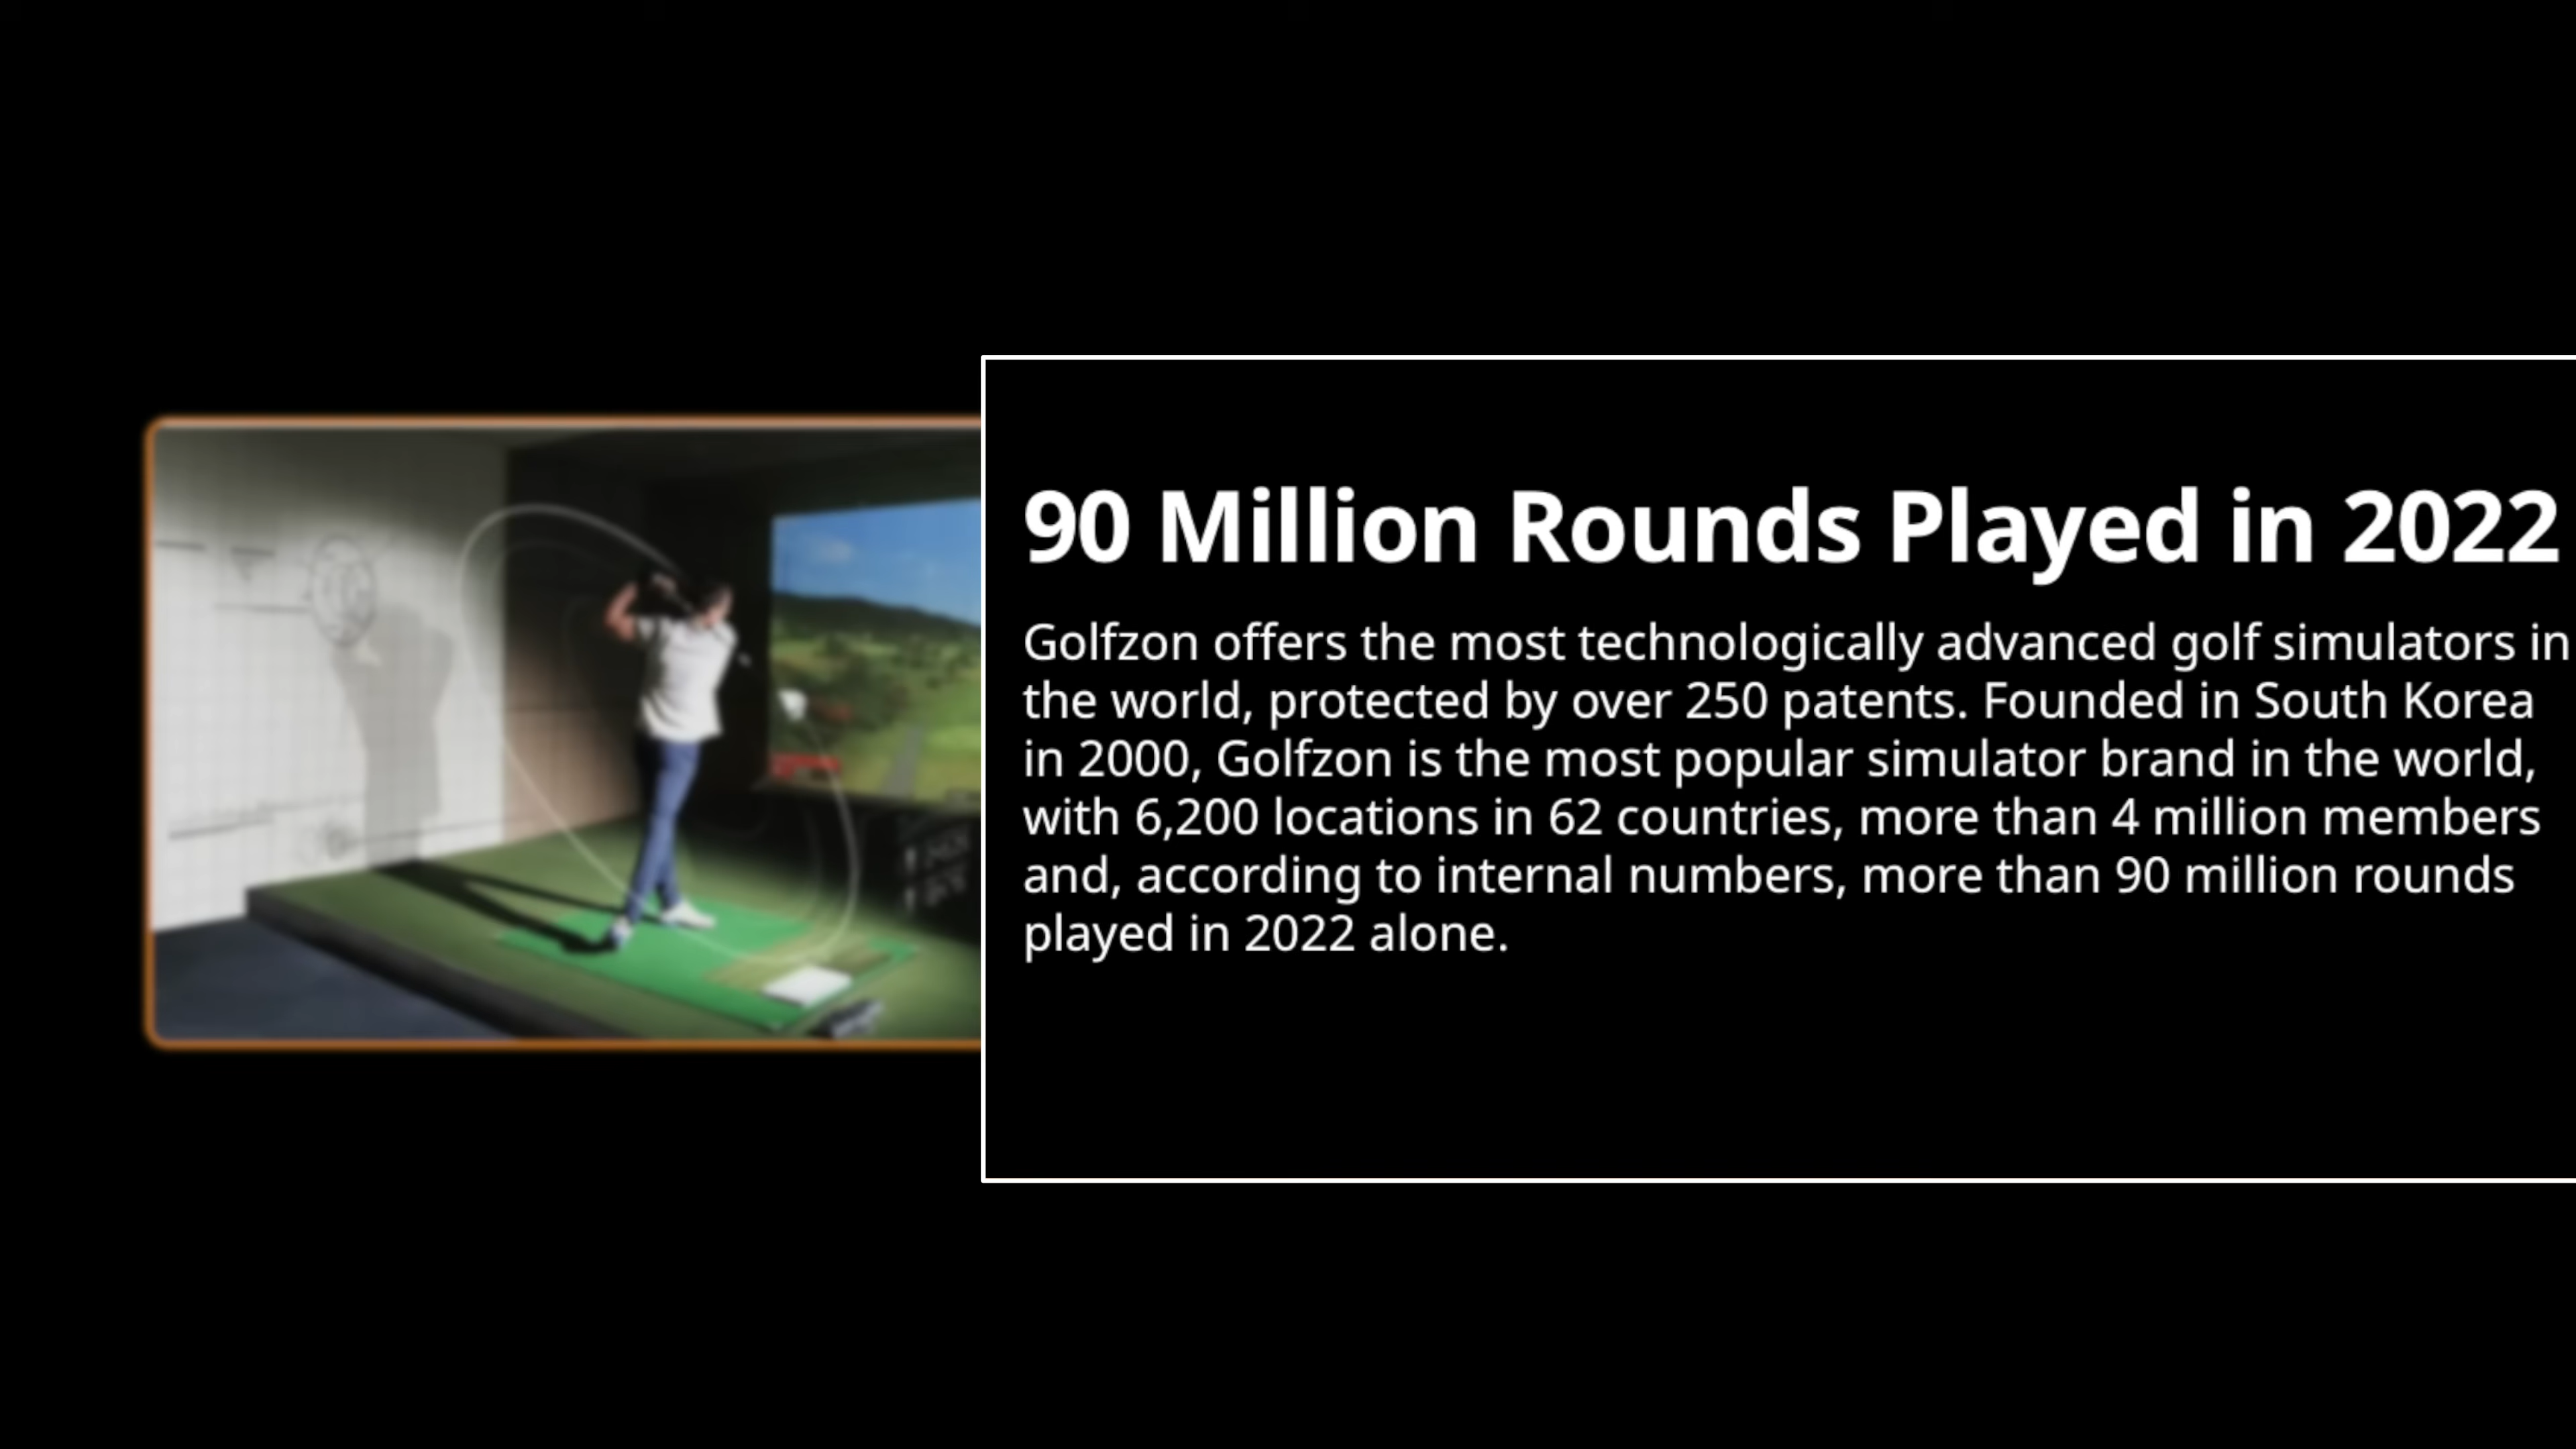 90 Million Rounds Played in 2022
Golfzon offers the most technologically advanced golf simulators in
the world, protected by over 250 patents. Founded in South Korea
in 2000, Golfzon is the most popular simulator brand in the world,
with 6,200 locations in 62 countries, more than 4 million members
and, according to internal numbers, more than 90 million rounds
played in 2022 alone.